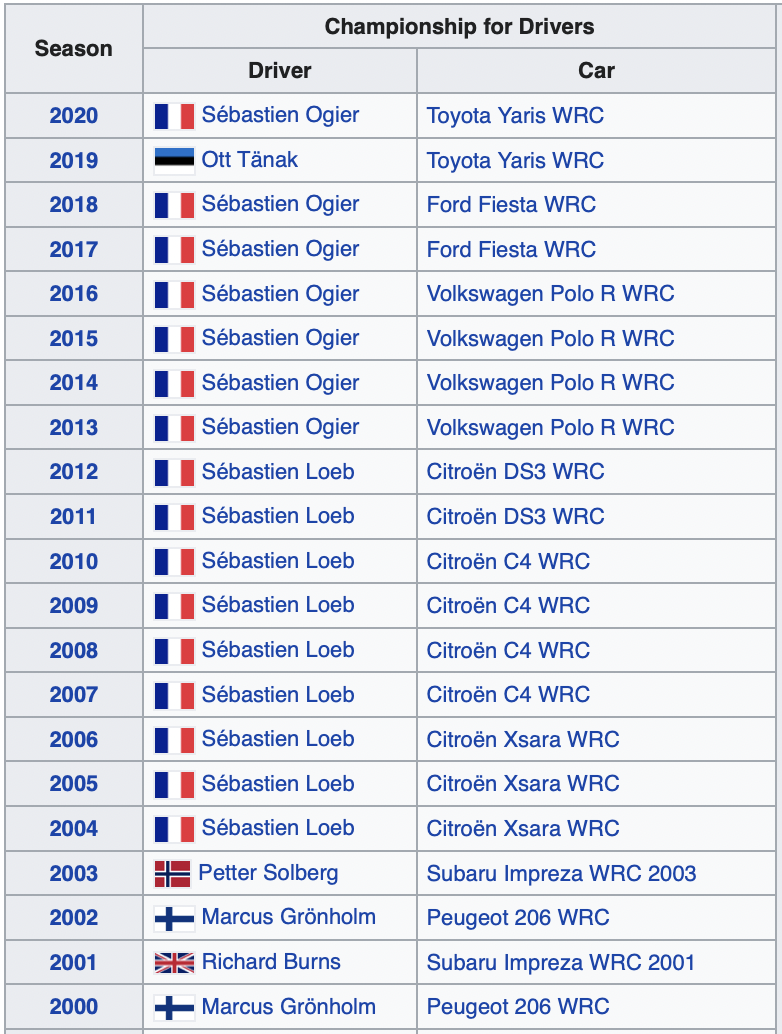 Season
Championship for Drivers
Driver Car
2020 Sébastien Ogier Toyota Yaris WRC
2019 Ott Tänak Toyota Yaris WRC
2018 Sébastien Ogier Ford Fiesta WRC
2017 Sébastien Ogier Ford Fiesta WRC
2016 Sébastien Ogier Volkswagen Polo R WRC
2015 Sébastien Ogier Volkswagen Polo R WRC
2014 Sébastien Ogier Volkswagen Polo R WRC
2013 Sébastien Ogier Volkswagen Polo R WRC
2012 Sébastien Loeb Citroën DS3 WRC
2011 Sébastien Loeb Citroën DS3 WRC
2010 Sébastien Loeb Citroën C4 WRC
2009 Sébastien Loeb Citroën C4 WRC
2008 Sébastien Loeb Citroën C4 WRC
2007 Sébastien Loeb Citroën C4 WRC
2006 Sébastien Loeb Citroën Xsara WRC
2005 Sébastien Loeb Citroën Xsara WRC
2004 Sébastien Loeb Citroën Xsara WRC
2003 Petter Solberg Subaru Impreza WRC 2003
2002 Marcus Grönholm Peugeot 206 WRC
2001 Richard Burns Subaru Impreza WRC 2001
2000 Marcus Grönholm Peugeot 206 WRC